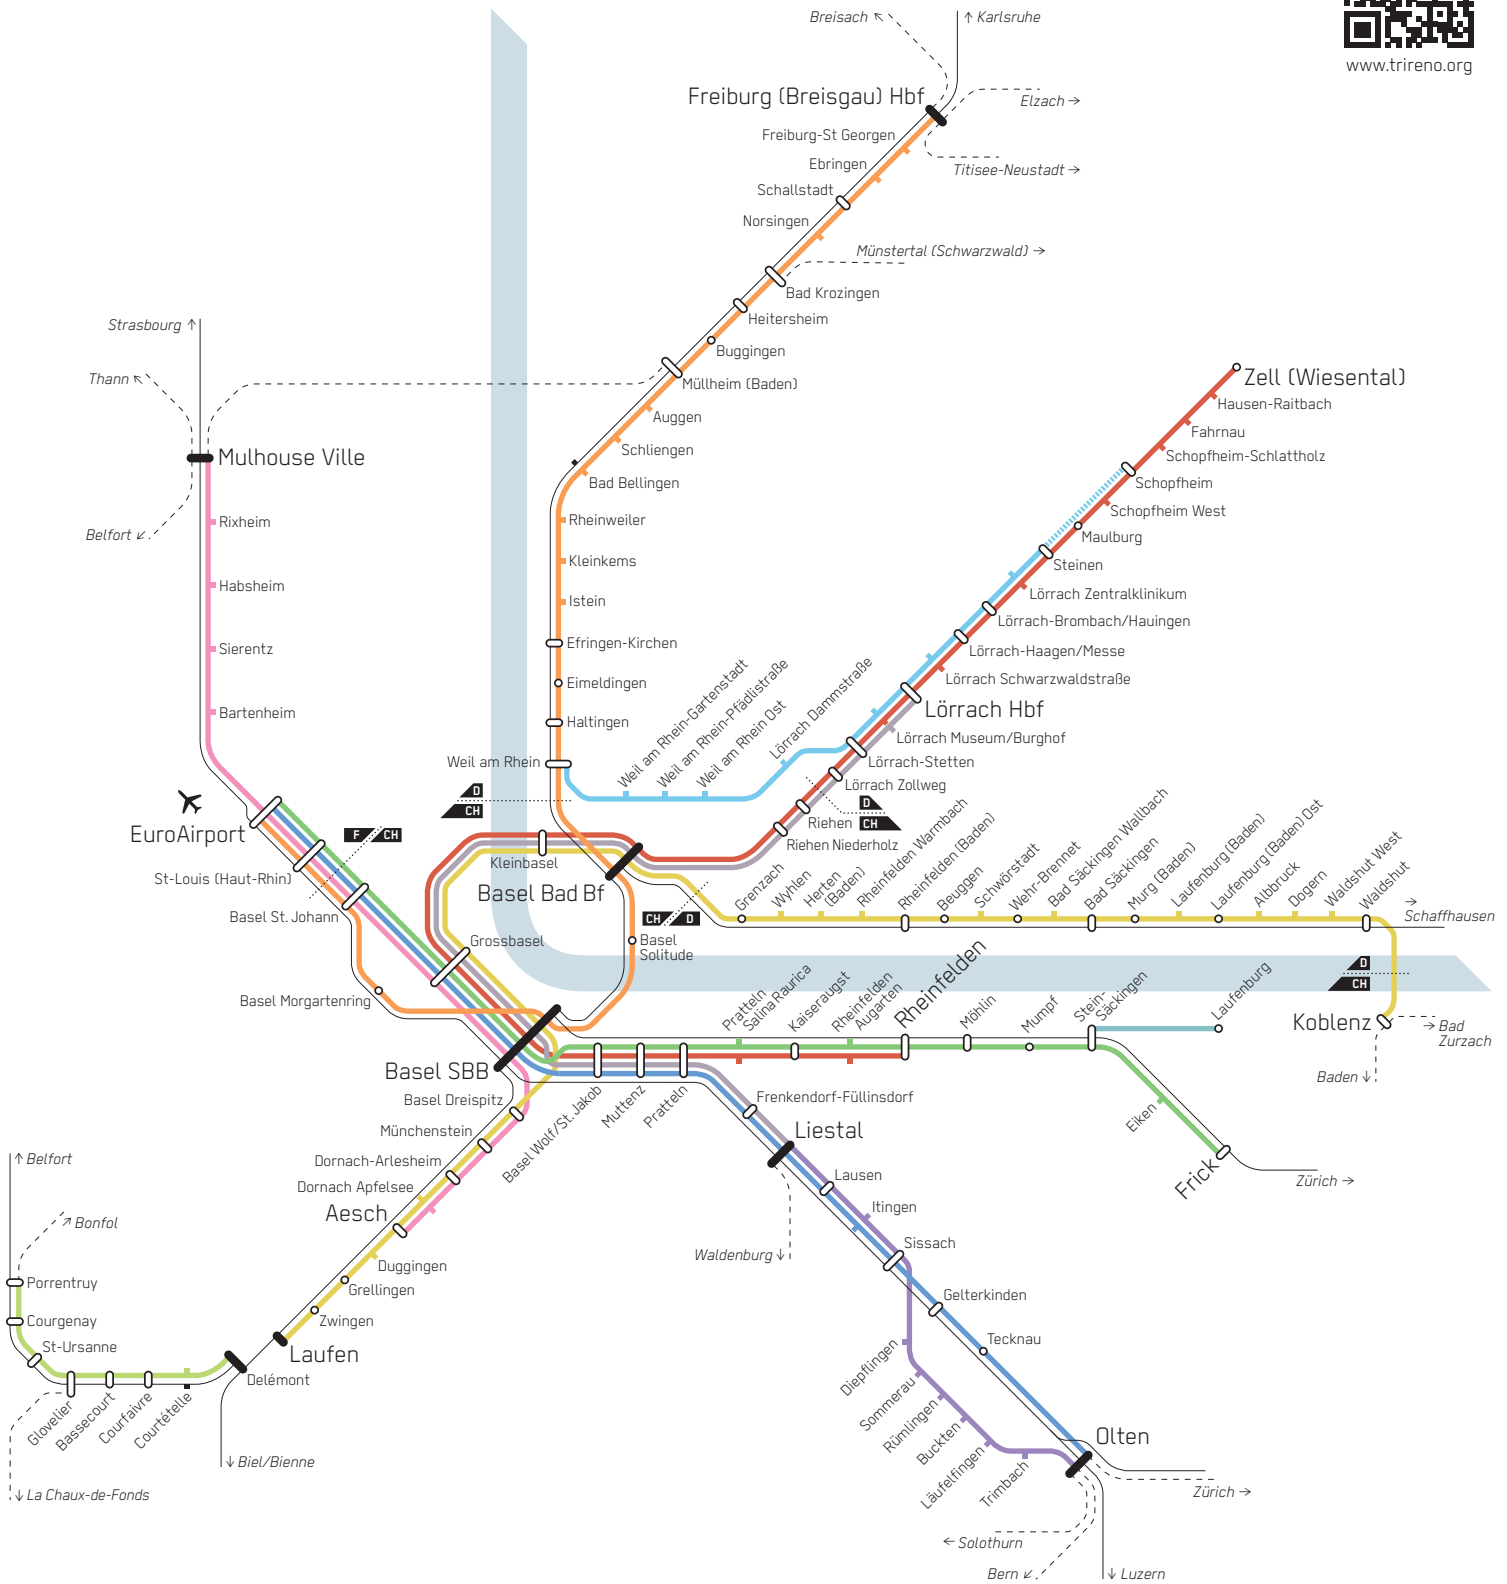 Breisach ↖
↑ Karlsruhe
www.trireno.org
Freiburg (Breisgau) Hbf
Elzach →
Freiburg-St Georgen
Ebringen
Titisee-Neustadt →
Schallstadt
Norsingen
Münstertal (Schwarzwald) →
Bad Krozingen
Heitersheim
Strasbourg ↑
Buggingen
Thann ↖
Müllheim (Baden)
Zell (Wiesental)
Hausen-Raitbach
Auggen
Fahrnau
Schliengen
Schopfheim-Schlattholz
Mulhouse Ville
Bad Bellingen
Schopfheim
Schopfheim West
Rixheim
Rheinweiler
Belfort ↙
Maulburg
Kleinkems
Steinen
Habsheim
Lörrach Zentralklinikum
Istein
Lörrach-Brombach/Hauingen
Efringen-Kirchen
Sierentz
Lörrach-Haagen/Messe
Eimeldingen
Lörrach Schwarzwaldstraße
Bartenheim
Haltingen
Lörrach Hbf
Weil am Rhein-Gartenstadt
Weil am Rhein-Pfädlistraße
Weil am Rhein Ost
Lörrach Dammstraße
Lörrach Museum/Burghof
Weil am Rhein
Lörrach-Stetten
Lörrach Zollweg
D
CH
D
CH
Riehen
Riehen Niederholz
EuroAirport
F
CH
Kleinbasel
St-Louis (Haut-Rhin)
Basel Bad Bf
Basel St. Johann
CH
D
Grenzach
Wyhlen
Herten
(Baden)
Rheinfelden Warmbach
Rheinfelden (Baden)
Beuggen
Schwörstadt
Wehr-Brennet
Bad Säckingen Wallbach
Bad Säckingen
Murg (Baden)
Laufenburg (Baden)
Laufenburg (Baden) Ost
Albbruck
Dogern
Waldshut West
Waldshut
→
Schaffhausen
Grossbasel
Basel
Solitude
D
CH
Basel Morgartenring
Pratteln
Salina Raurica
Kaiseraugst
Rheinfelden
Augarten
Rheinfelden
Möhlin
Mumpf
Stein-
Säckingen
Laufenburg
Koblenz
→ Bad
Zurzach
Baden ↓
Basel SBB
Basel Dreispitz
Basel Wolf/St. Jakob
Muttenz
Pratteln
Frenkendorf-Füllinsdorf
Münchenstein
Liestal
Eiken
Dornach-Arlesheim
Lausen
Frick
Zürich →
Dornach Apfelsee
Itingen
Aesch
↑ Belfort
↗ Bonfol
Sissach
Waldenburg ↓
Duggingen
Porrentruy
Grellingen
Gelterkinden
Courgenay
Zwingen
Tecknau
St-Ursanne
Laufen
Delémont
Diepflingen
Sommerau
Rümlingen
Buckten
Läufelfingen
Trimbach
Glovelier
Bassecourt
Courfaivre
Courtételle
Olten
↓ Biel/Bienne
↓ La Chaux-de-Fonds
Zürich →
← Solothurn
Bern ↙
↓ Luzern